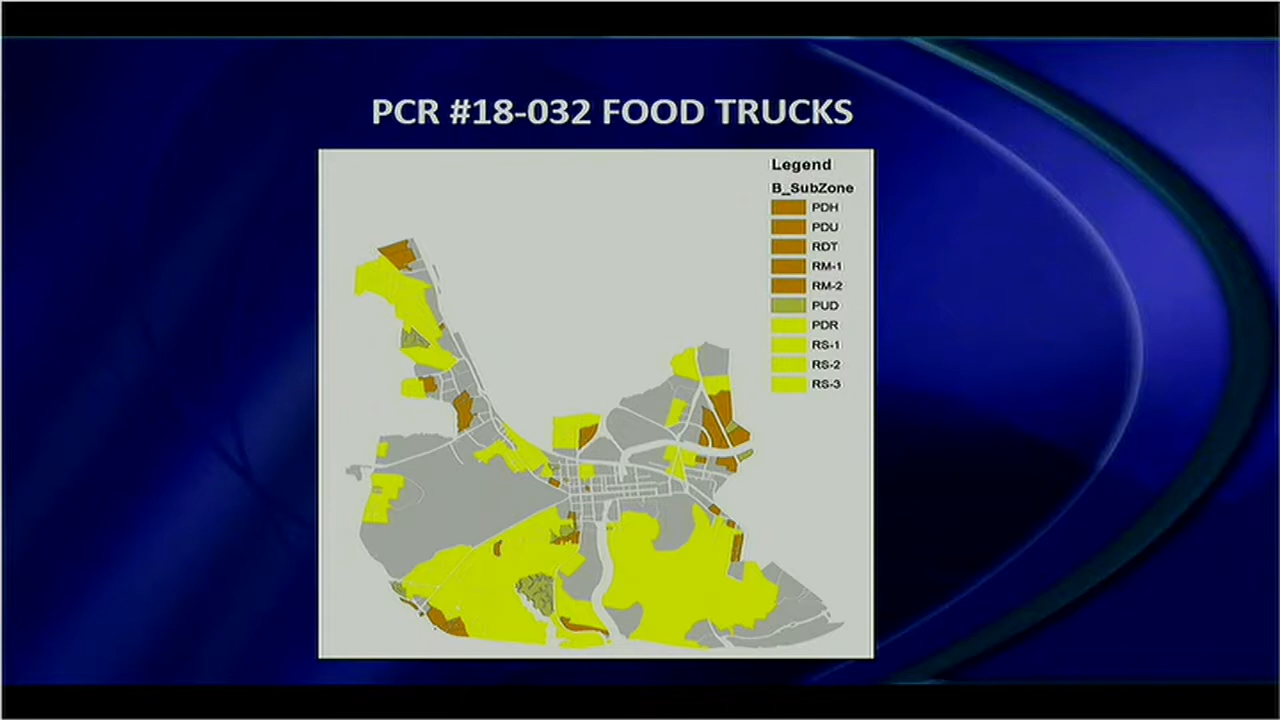 PCR #18-032 FOOD TRUCKS
Legend
B_SubZone
PDH
PDU
RDT
RM-1
RM-2
PUD
PDR
RS-1
RS-2
RS-3